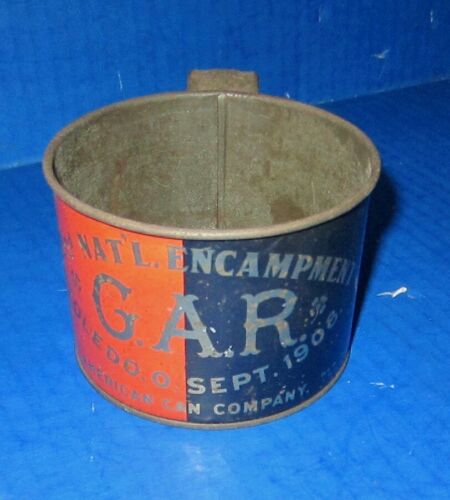 NAT'L. ENCAMPMENT
G.A.R.
TOLEDO, O. SEPT. 1908
AMERICAN CAN COMPANY.